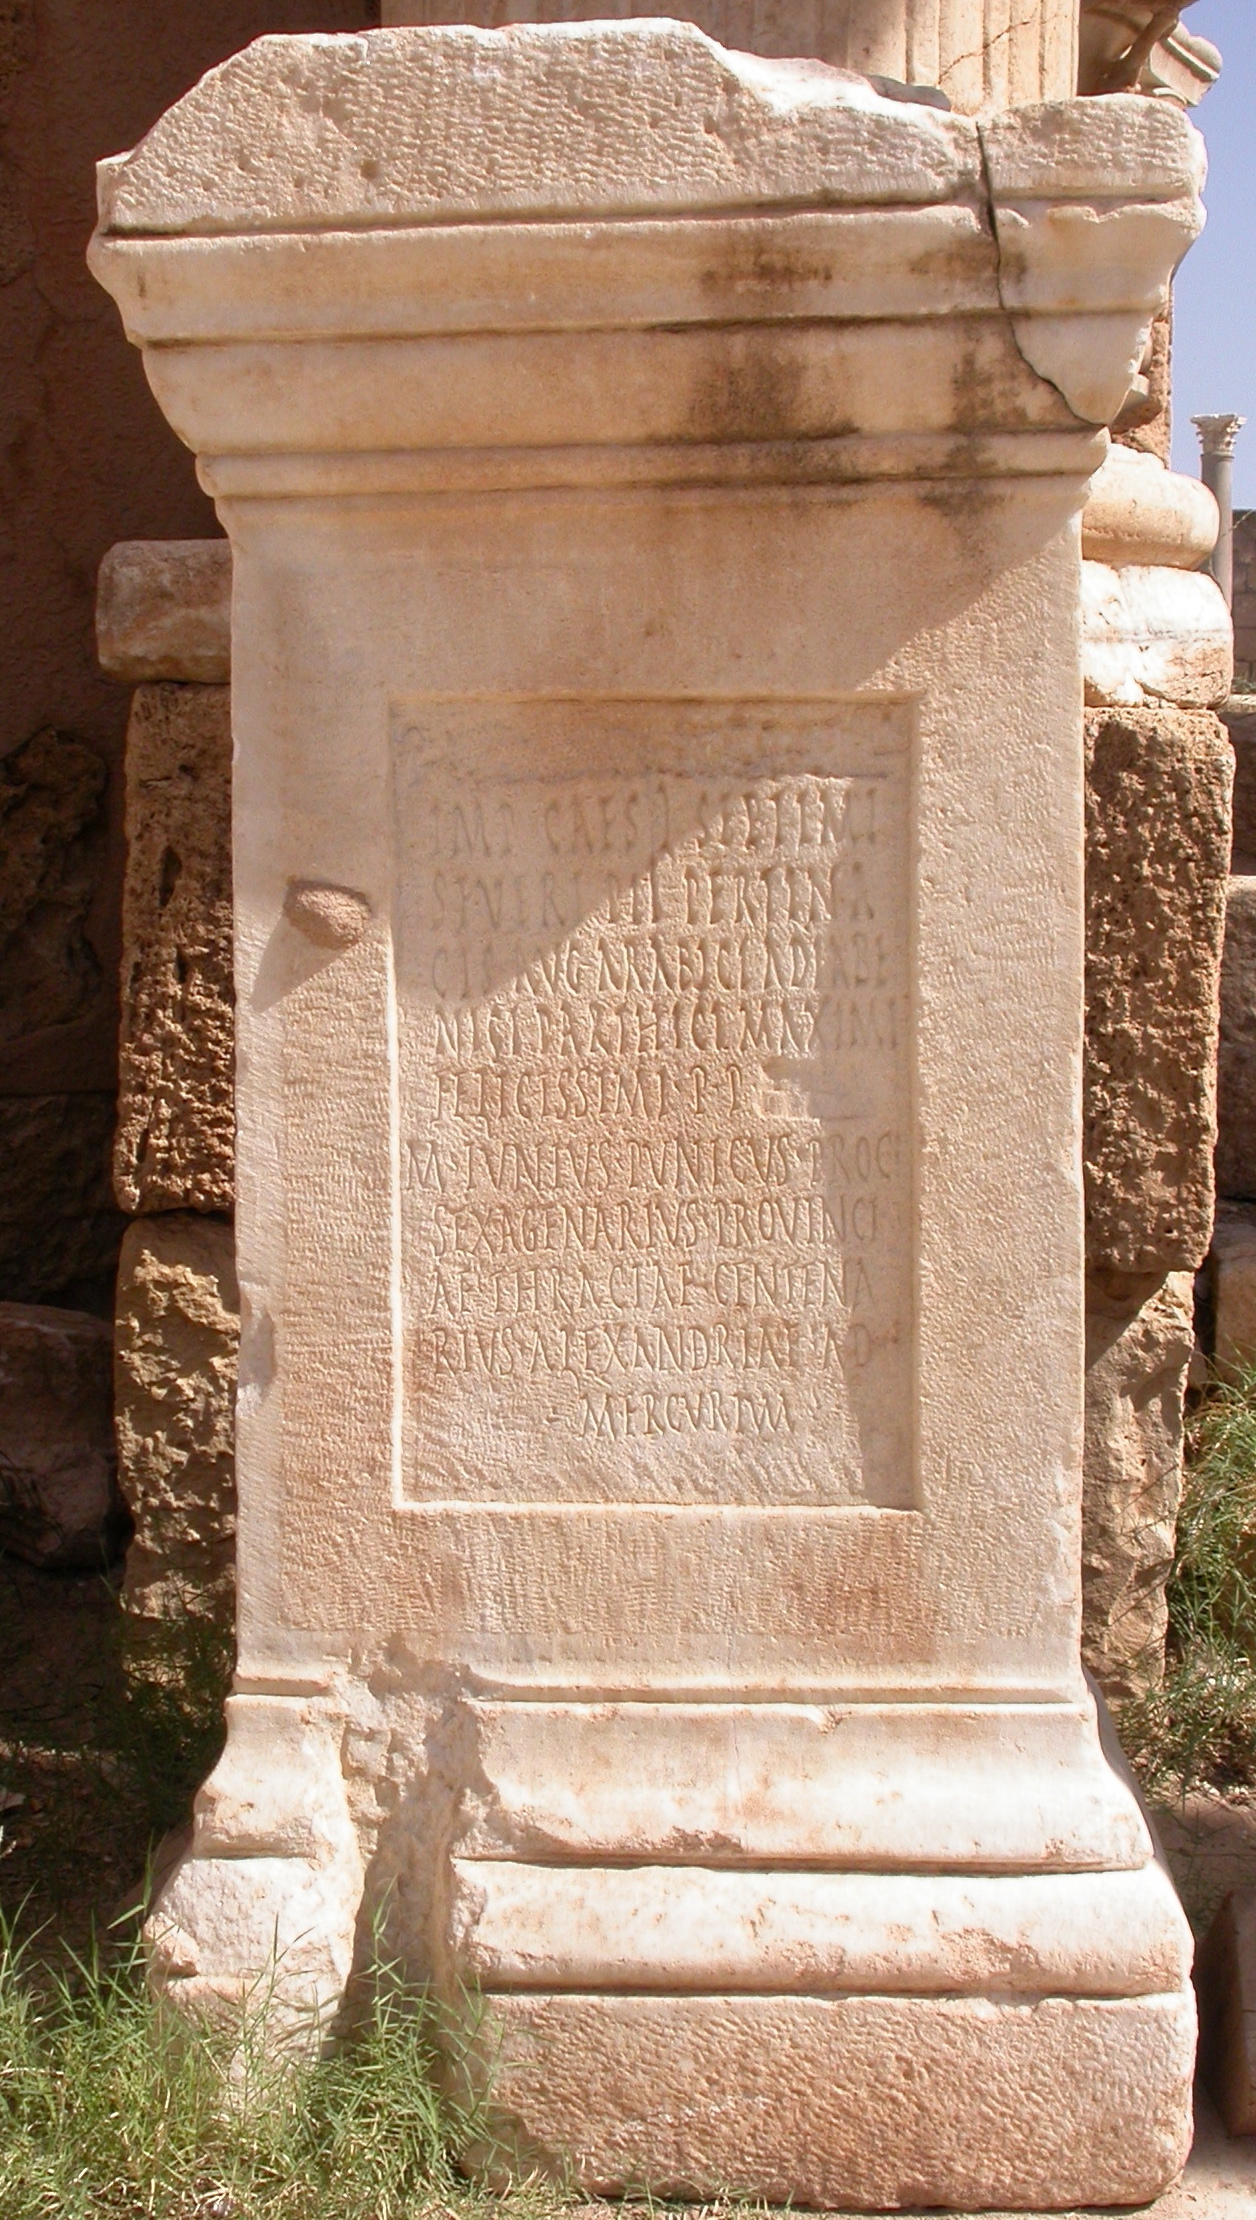 IMP CAES L SEPTIMI
SEVERI PII PERTINA
CIS AVG ARABICI ADIABE
NICI PARTHICI MAXIMI
FELICISSIMI P P
M IVNIVS PVNICVS PROC
SEXAGENARIVS PROVINCI
AE THRACIAE CENTENA
RIVS ALEXANDRIAE AD
MERCVRIVM